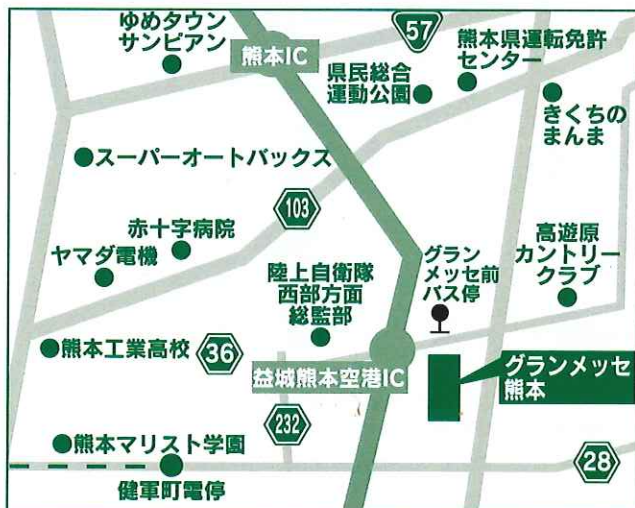 ゆめタウン
サンピアン
熊本IC
57
熊本県運転免許
センター
県民総合
運動公園
きくちの
まんま
スーパーオートバックス
103
赤十字病院
ヤマダ電機
陸上自衛隊
西部方面
総監部
グラン
メッセ前
バス停
高遊原
カントリー
クラブ
熊本工業高校
36
益城熊本空港IC
グランメッセ
熊本
232
熊本マリスト学園
健軍町電停
28